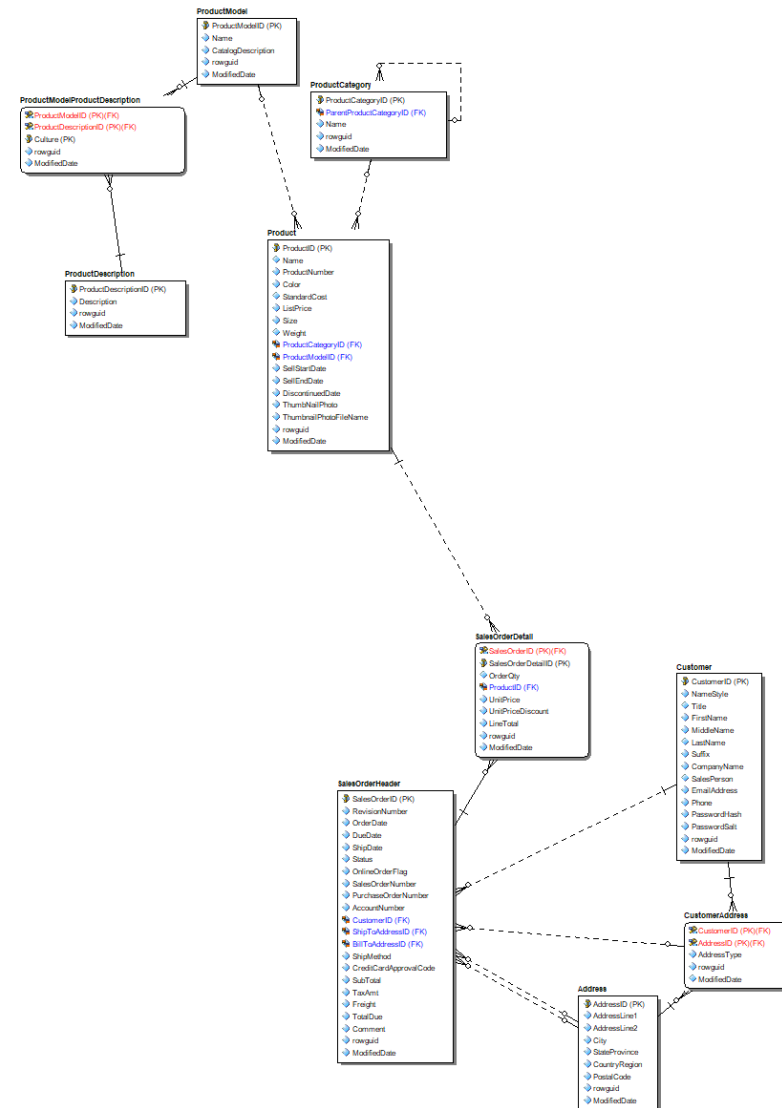 ProductModel
ProductModelID (PK)
Name
CatalogDescription
rowguid
ModifiedDate
ProductCategory
ProductCategoryID (PK)
ParentProductCategoryID (FK)
Name
rowguid
ModifiedDate
ProductModelProductDescription
ProductModelID (PK)(FK)
ProductDescriptionID (PK)(FK)
Culture (PK)
rowguid
ModifiedDate
Product
ProductID (PK)
Name
ProductNumber
Color
StandardCost
ListPrice
Size
Weight
ProductCategoryID (FK)
ProductModelID (FK)
SellStartDate
SellEndDate
DiscontinuedDate
ThumbNailPhoto
ThumbnailPhotoFileName
rowguid
ModifiedDate
ProductDescription
ProductDescriptionID (PK)
Description
rowguid
ModifiedDate
SalesOrderDetail
SalesOrderID (PK)(FK)
SalesOrderDetailID (PK)
OrderQty
ProductID (FK)
UnitPrice
UnitPriceDiscount
LineTotal
rowguid
ModifiedDate
Customer
CustomerID (PK)
NameStyle
Title
FirstName
MiddleName
LastName
Suffix
CompanyName
SalesPerson
EmailAddress
Phone
PasswordHash
PasswordSalt
rowguid
ModifiedDate
SalesOrderHeader
SalesOrderID (PK)
RevisionNumber
OrderDate
DueDate
ShipDate
Status
OnlineOrderFlag
SalesOrderNumber
PurchaseOrderNumber
AccountNumber
CustomerID (FK)
ShipToAddressID (FK)
BillToAddressID (FK)
ShipMethod
CreditCardApprovalCode
SubTotal
TaxAmt
Freight
TotalDue
Comment
rowguid
ModifiedDate
CustomerAddress
CustomerID (PK)(FK)
AddressID (PK)(FK)
AddressType
rowguid
ModifiedDate
Address
AddressID (PK)
AddressLine1
AddressLine2
City
StateProvince
CountryRegion
PostalCode
rowguid
ModifiedDate